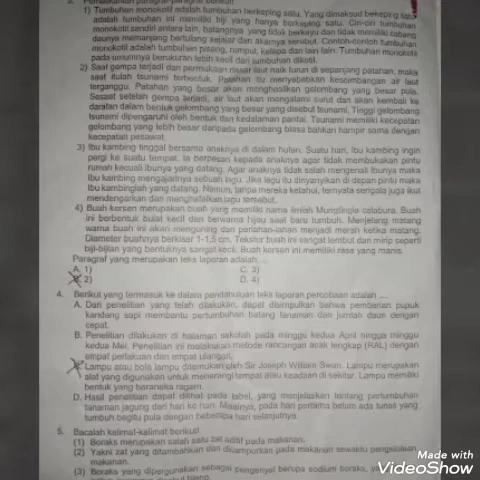 3. Perhatikan paragraf-paragraf berikut!
1) Tumbuhan monokotil adalah tumbuhan berkeping satu. Yang dimaksud bekeping satu
adalah tumbuhan ini memiliki biji yang hanya berkeping satu. Ciri-ciri tumbuhan
monokotil sendiri antara lain, batangnya yang tidak berkayu dan tidak memiliki cabang
daunya memanjang bertulang sejajar dan akarnya serabut. Contoh-contoh tumbuhan
monokotil adalah tumbuhan pisang, rumput, kelapa dan lain lain. Tumbuhan monokotil
pada umumnya berukuran lebih kecil dari tumbuhan dikotil.
2) Saat gempa terjadi dan permukaan dasar laut naik turun di sepanjang patahan, maka
saat itulah tsunami terbentuk. Patahan itu menyebabkan keseimbangan air laut
terganggu. Patahan yang besar akan menghasilkan gelombang yang besar pula.
Sesaat setelah gempa terjadi, air laut akan mengalami surut dan akan kembali ke
daratan dalam bentuk gelombang yang besar yang disebut tsunami. Tinggi gelombang
tsunami dipengaruhi oleh bentuk dan kedalaman pantai. Tsunami memiliki kecepatan
gelombang yang lebih besar daripada gelombang biasa bahkan hampir sama dengan
kecepatan pesawat.
3) Ibu kambing tinggal bersama anaknya di dalam hutan. Suatu hari, ibu kambing ingin
pergi ke suatu tempat. Ia berpesan kepada anaknya agar tidak membukakan pintu
rumah kecuali ibunya yang datang. Agar anaknya tidak salah mengenali ibunya maka
ibu kambing mengajarinya sebuah lagu. Jika lagu itu dinyanyikan di depan pintu maka
ibu kambinglah yang datang. Namun, tanpa mereka ketahui, ternyata serigala juga ikut
mendengarkan dan menghafalkan lagu tersebut.
4) Buah kersen merupakan buah yang memiliki nama ilmiah Mungtingia calabura. Buah
ini berbentuk bulat kecil dan berwarna hijau saat baru tumbuh. Menjelang matang
warna buah ini akan menguning dan perlahan-lahan menjadi merah ketika matang.
Diameter buahnya berkisar 1-1,5 cm. Tekstur buah ini sangat lembut dan mirip seperti
biji-bijian yang bentuknya sangat kecil. Buah kersen ini memiliki rasa yang manis.
Paragraf yang merupakan teks laporan adalah ...
A. 1) C. 3)
B. 2) D. 4)
4. Berikut yang termasuk ke dalam pendahuluan teks laporan percobaan adalah ....
A. Dari penelitian yang telah dilakukan, dapat disimpulkan bahwa pemberian pupuk
kandang sapi membantu pertumbuhan batang tanaman dan jumlah daun dengan
cepat.
B. Penelitian dilakukan di halaman sekolah pada minggu kedua April hingga minggu
kedua Mei. Penelitian ini melakukan metode rancangan acak lengkap (RAL) dengan
empat perlakuan dan empat ulangan.
C. Lampu atau bola lampu ditemukan oleh Sir Joseph William Swan. Lampu merupakan
alat yang digunakan untuk menerangi tempat atau keadaan di sekitar. Lampu memiliki
bentuk yang beraneka ragam.
D. Hasil penelitian dapat dilihat pada tabel, yang menjelaskan tentang pertumbuhan
tanaman jagung dari hari ke hari. Misalnya, pada hari pertama belum ada tunas yang
tumbuh begitu pula dengan beberapa hari selanjutnya.
5. Bacalah kalimat-kalimat berikut!
(1) Boraks merupakan salah satu zat aditif pada makanan.
(2) Yakni zat yang ditambahkan dan dicampurkan pada makanan sewaktu pengolahan
makanan.
(3) Boraks yang dipergunakan sebagai pengenyal berupa sodium boraks,
Made with
VideoShow